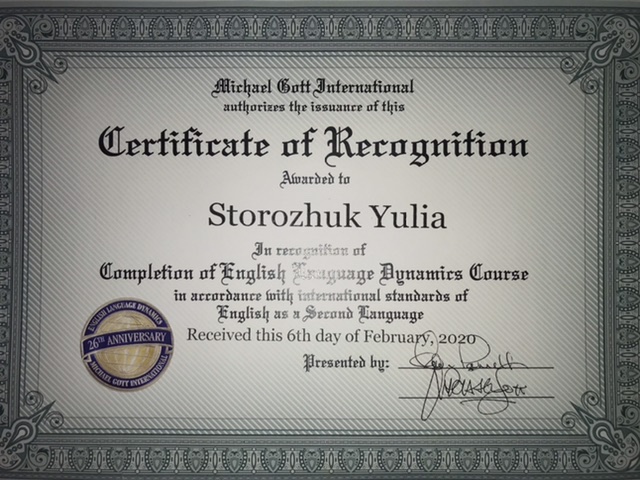 Michael Gott International
authorizes the issuance of this
Certificate of Recognition
Awarded to
Storozhuk Yulia
In recognition of
Completion of English Language Dynamics Course
in accordance with international standards of
English as a Second Language
Received this 6th day of February, 2020
Presented by:
ENGLISH LANGUAGE DYNAMICS
26TH ANNIVERSARY
MICHAEL GOTT INTERNATIONAL